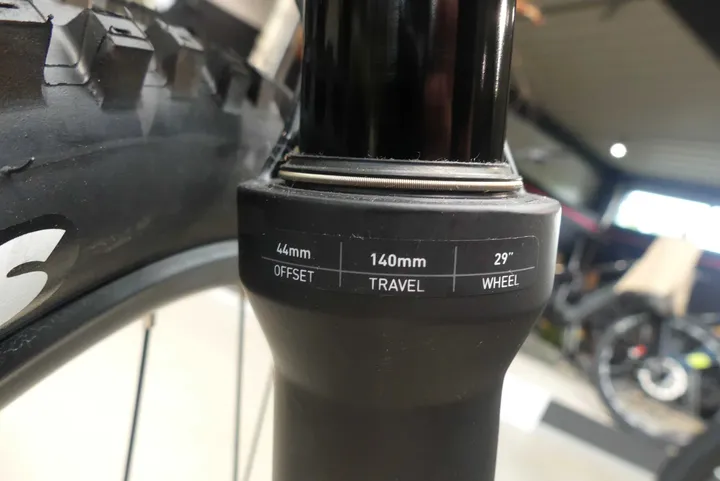 44mm 140mm 29"
OFFSET TRAVEL WHEEL